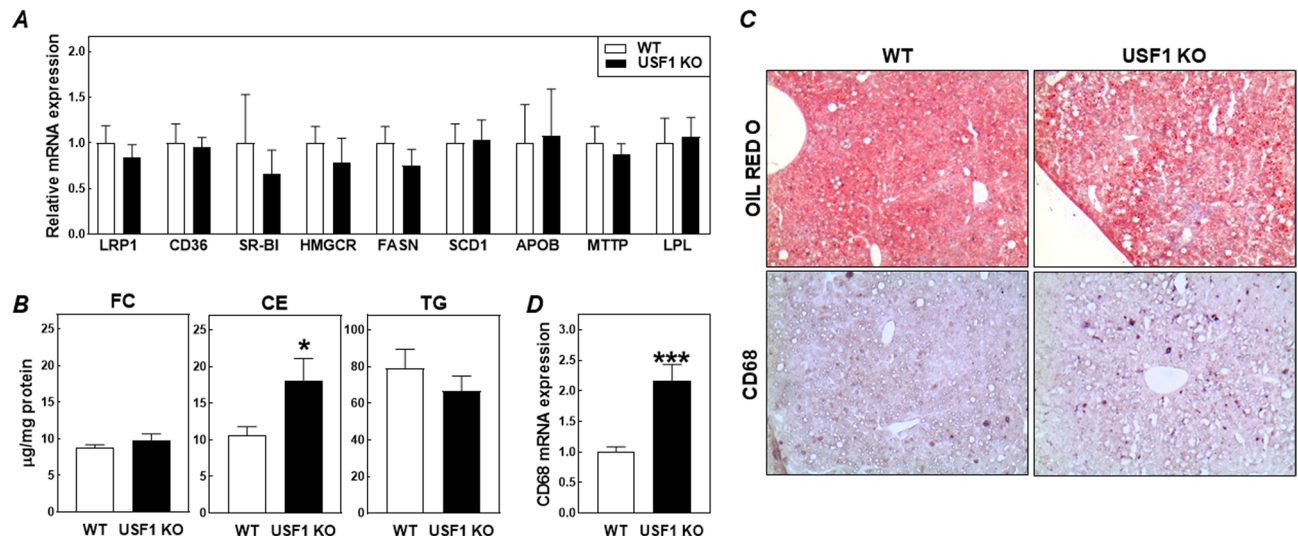 A
Relative mRNA expression
2.0
1.5
1.0
0.5
0.0
WT
USF1 KO
LRP1 CD36 SR-BI HMGCR FASN SCD1 APOB MTTP LPL
B
FC
CE
TG
µg/mg protein
25
20
15
10
5
0
25
20
15
10
5
0
100
80
60
40
20
0
*
WT USF1 KO
WT USF1 KO
WT USF1 KO
D
CD68 mRNA expression
3.0
2.5
2.0
1.5
1.0
0.5
0.0
***
WT USF1 KO
C
WT
USF1 KO
OIL RED O
CD68